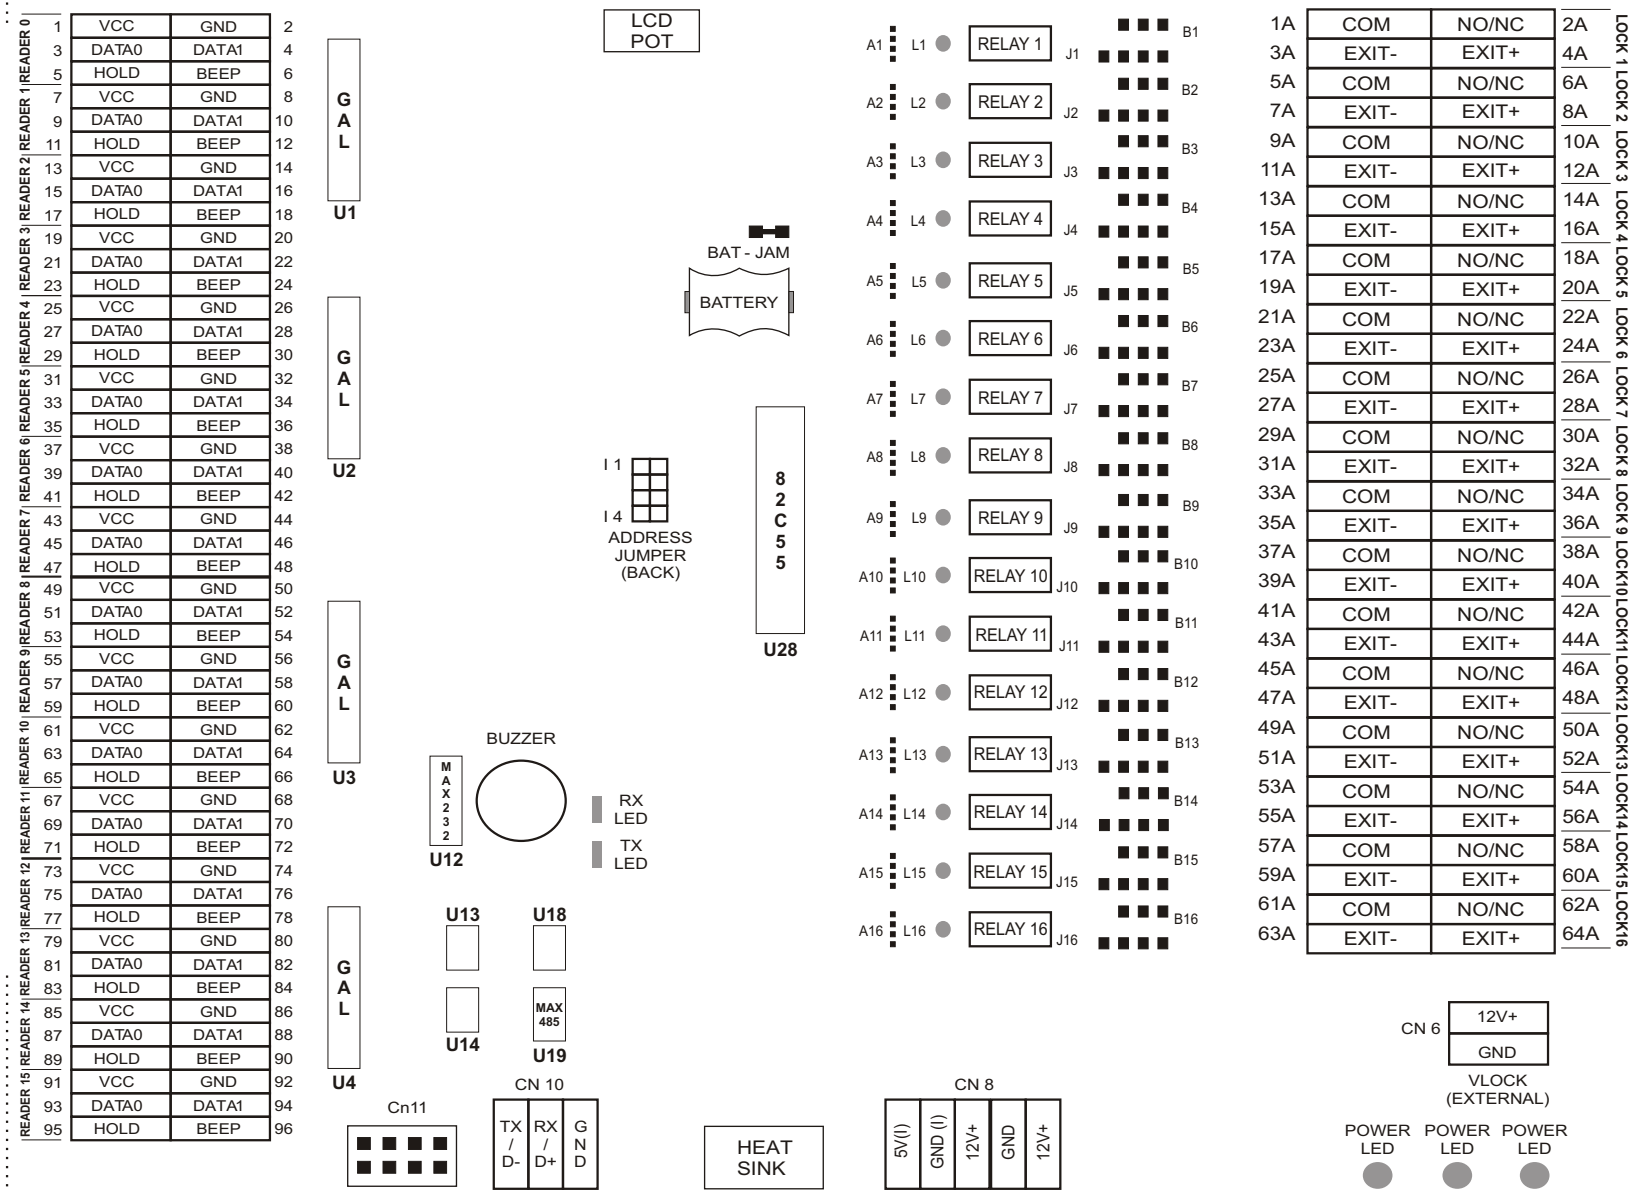 READER 0
1 VCC GND 2
3 DATA0 DATA1 4
5 HOLD BEEP 6
READER 1
7 VCC GND 8
9 DATA0 DATA1 10
11 HOLD BEEP 12
READER 2
13 VCC GND 14
15 DATA0 DATA1 16
17 HOLD BEEP 18
READER 3
19 VCC GND 20
21 DATA0 DATA1 22
23 HOLD BEEP 24
READER 4
25 VCC GND 26
27 DATA0 DATA1 28
29 HOLD BEEP 30
READER 5
31 VCC GND 32
33 DATA0 DATA1 34
35 HOLD BEEP 36
READER 6
37 VCC GND 38
39 DATA0 DATA1 40
41 HOLD BEEP 42
READER 7
43 VCC GND 44
45 DATA0 DATA1 46
47 HOLD BEEP 48
READER 8
49 VCC GND 50
51 DATA0 DATA1 52
53 HOLD BEEP 54
READER 9
55 VCC GND 56
57 DATA0 DATA1 58
59 HOLD BEEP 60
READER 10
61 VCC GND 62
63 DATA0 DATA1 64
65 HOLD BEEP 66
READER 11
67 VCC GND 68
69 DATA0 DATA1 70
71 HOLD BEEP 72
READER 12
73 VCC GND 74
75 DATA0 DATA1 76
77 HOLD BEEP 78
READER 13
79 VCC GND 80
81 DATA0 DATA1 82
83 HOLD BEEP 84
READER 14
85 VCC GND 86
87 DATA0 DATA1 88
89 HOLD BEEP 90
READER 15
91 VCC GND 92
93 DATA0 DATA1 94
95 HOLD BEEP 96
GAL
U1
GAL
U2
GAL
U3
GAL
U4
LCD
POT
BAT - JAM
BATTERY
I 1
I 4
ADDRESS
JUMPER
(BACK)
82C55
U28
BUZZER
MAX232
U12
RX
LED
TX
LED
U13
U18
U14
MAX
485
U19
Cn11
CN 10
TX / D-
RX / D+
GND
HEAT
SINK
CN 8
5V(I)
GND (I)
12V+
GND
12V+
A1 L1 RELAY 1 J1 B1
A2 L2 RELAY 2 J2 B2
A3 L3 RELAY 3 J3 B3
A4 L4 RELAY 4 J4 B4
A5 L5 RELAY 5 J5 B5
A6 L6 RELAY 6 J6 B6
A7 L7 RELAY 7 J7 B7
A8 L8 RELAY 8 J8 B8
A9 L9 RELAY 9 J9 B9
A10 L10 RELAY 10 J10 B10
A11 L11 RELAY 11 J11 B11
A12 L12 RELAY 12 J12 B12
A13 L13 RELAY 13 J13 B13
A14 L14 RELAY 14 J14 B14
A15 L15 RELAY 15 J15 B15
A16 L16 RELAY 16 J16 B16
1A COM NO/NC 2A
3A EXIT- EXIT+ 4A
LOCK 1
5A COM NO/NC 6A
7A EXIT- EXIT+ 8A
LOCK 2
9A COM NO/NC 10A
11A EXIT- EXIT+ 12A
LOCK 3
13A COM NO/NC 14A
15A EXIT- EXIT+ 16A
LOCK 4
17A COM NO/NC 18A
19A EXIT- EXIT+ 20A
LOCK 5
21A COM NO/NC 22A
23A EXIT- EXIT+ 24A
LOCK 6
25A COM NO/NC 26A
27A EXIT- EXIT+ 28A
LOCK 7
29A COM NO/NC 30A
31A EXIT- EXIT+ 32A
LOCK 8
33A COM NO/NC 34A
35A EXIT- EXIT+ 36A
LOCK 9
37A COM NO/NC 38A
39A EXIT- EXIT+ 40A
LOCK10
41A COM NO/NC 42A
43A EXIT- EXIT+ 44A
LOCK11
45A COM NO/NC 46A
47A EXIT- EXIT+ 48A
LOCK12
49A COM NO/NC 50A
51A EXIT- EXIT+ 52A
LOCK13
53A COM NO/NC 54A
55A EXIT- EXIT+ 56A
LOCK14
57A COM NO/NC 58A
59A EXIT- EXIT+ 60A
LOCK15
61A COM NO/NC 62A
63A EXIT- EXIT+ 64A
LOCK16
CN 6
12V+
GND
VLOCK
(EXTERNAL)
POWER
LED
POWER
LED
POWER
LED